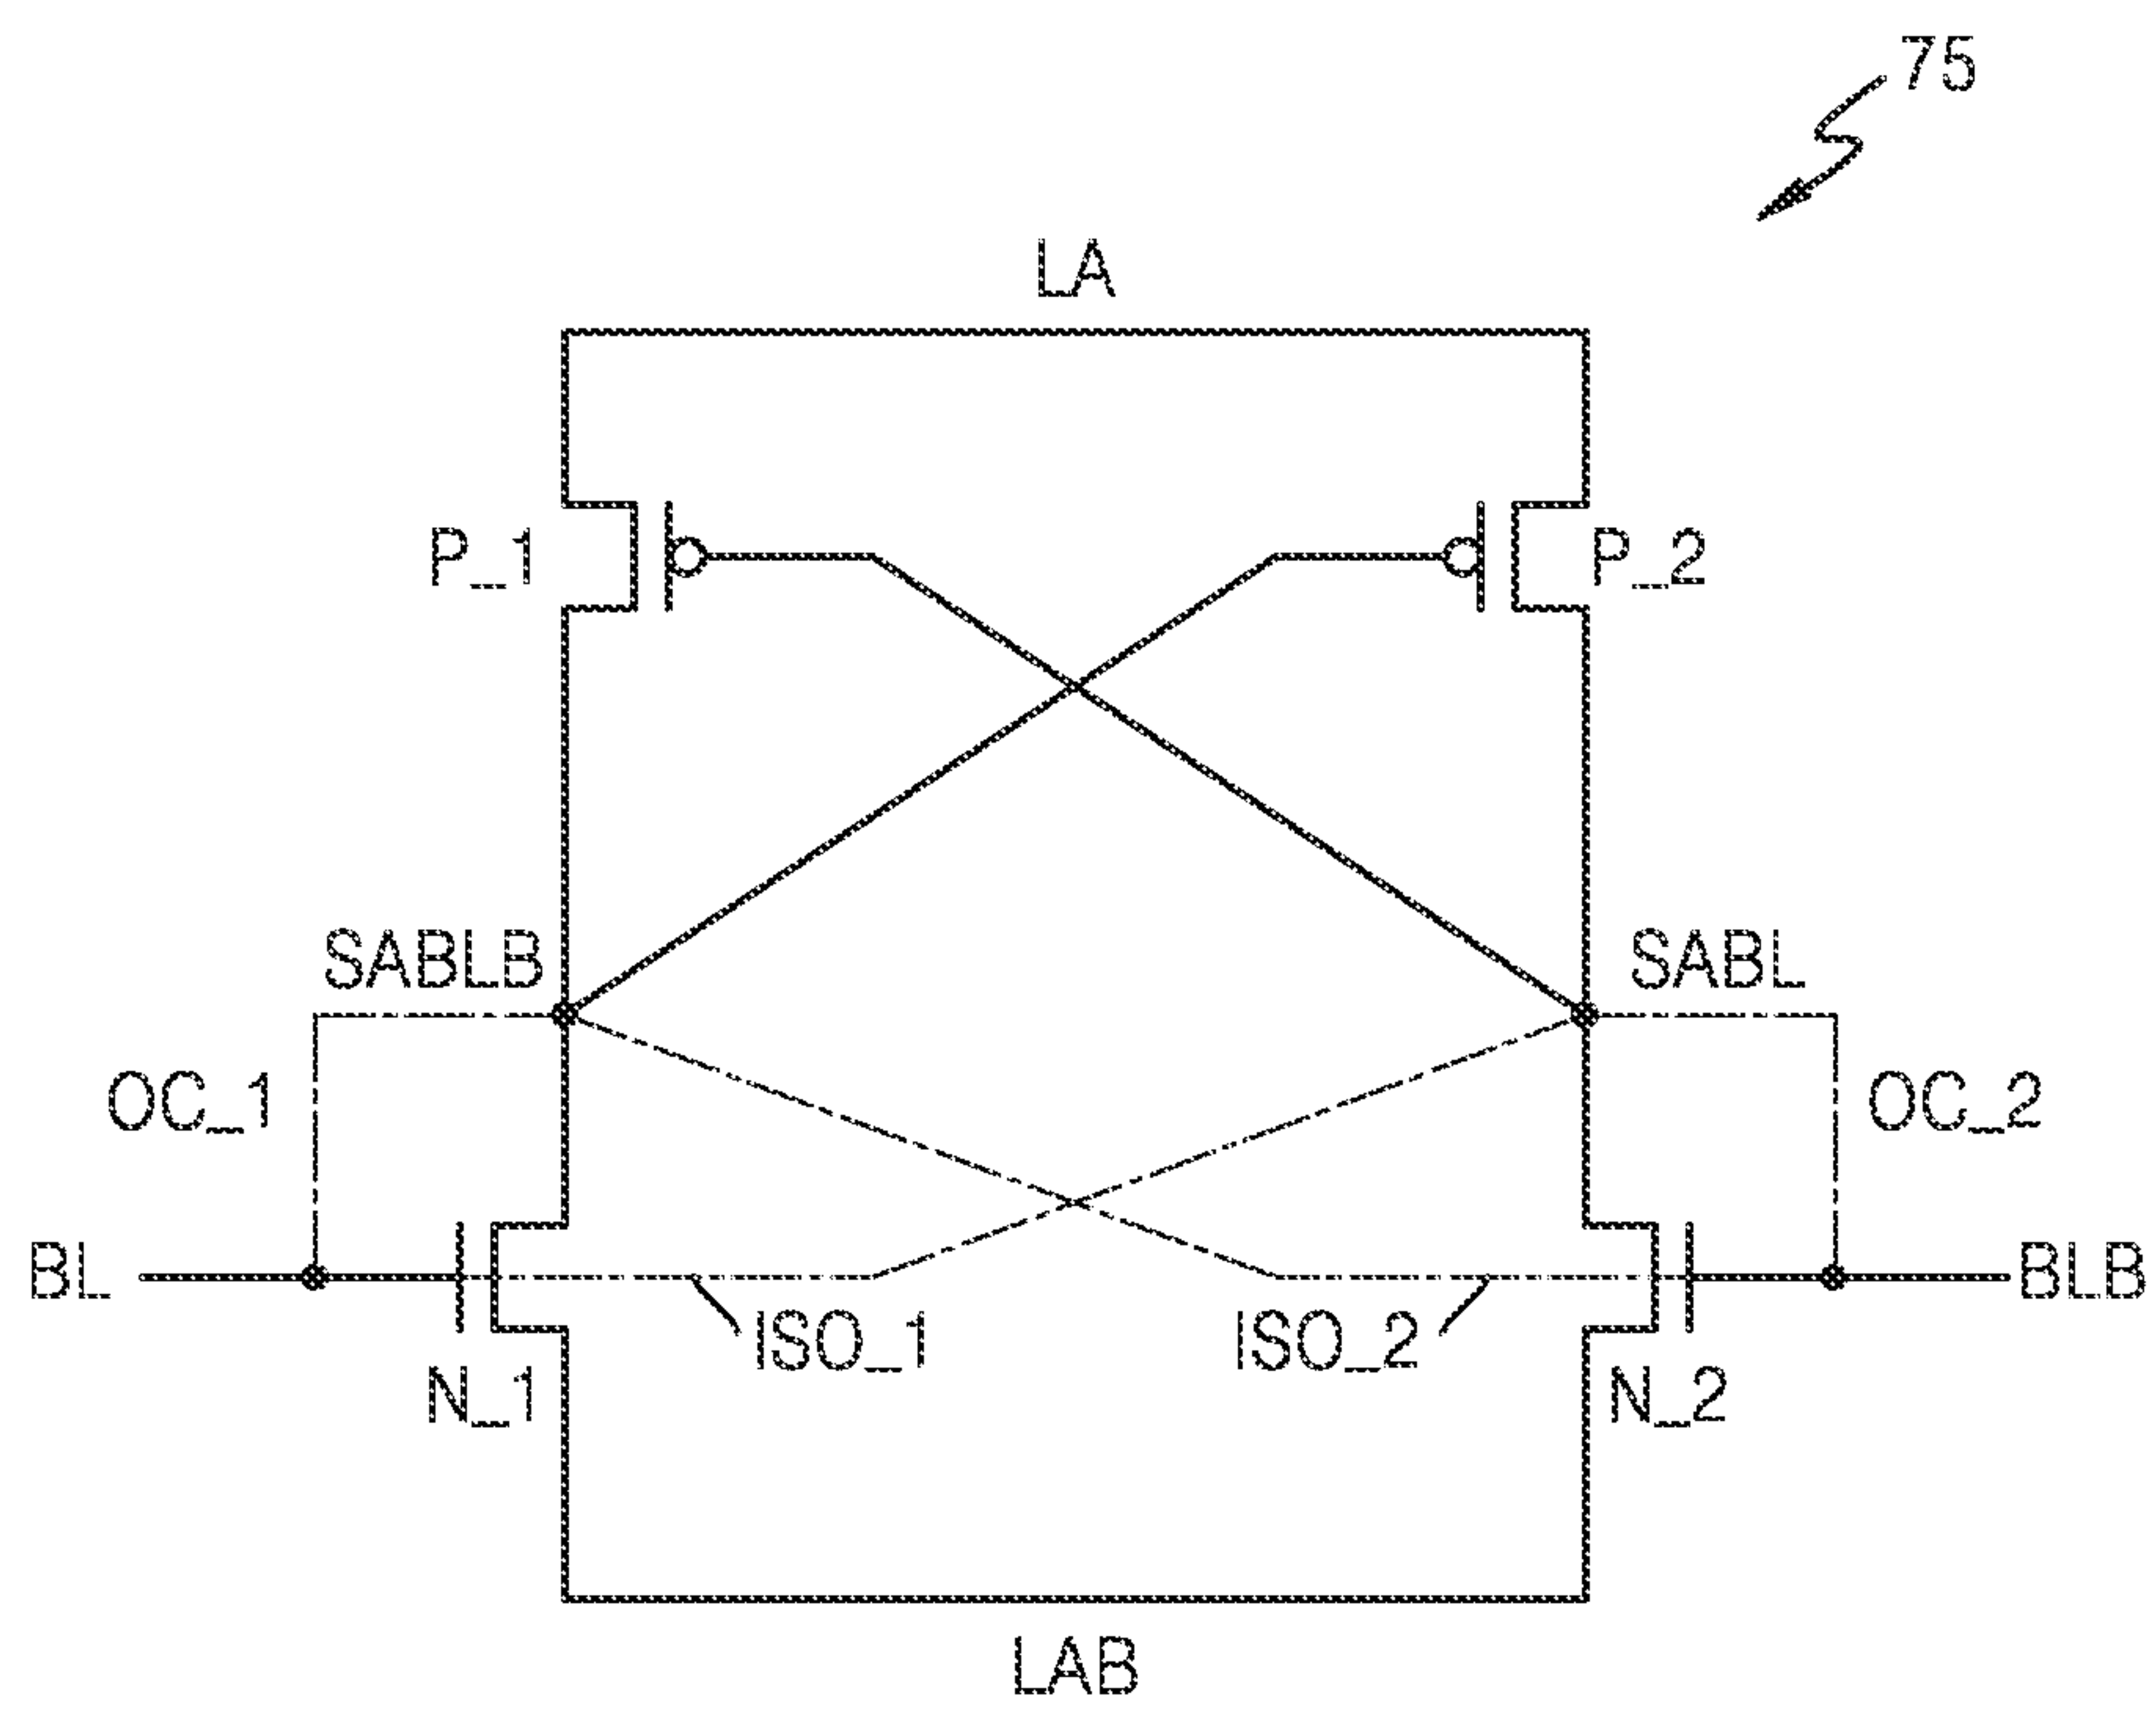 75
LA
P_1
P_2
SABLB
SABL
OC_1
OC_2
BL
BLB
ISO_1
ISO_2
N_1
N_2
LAB